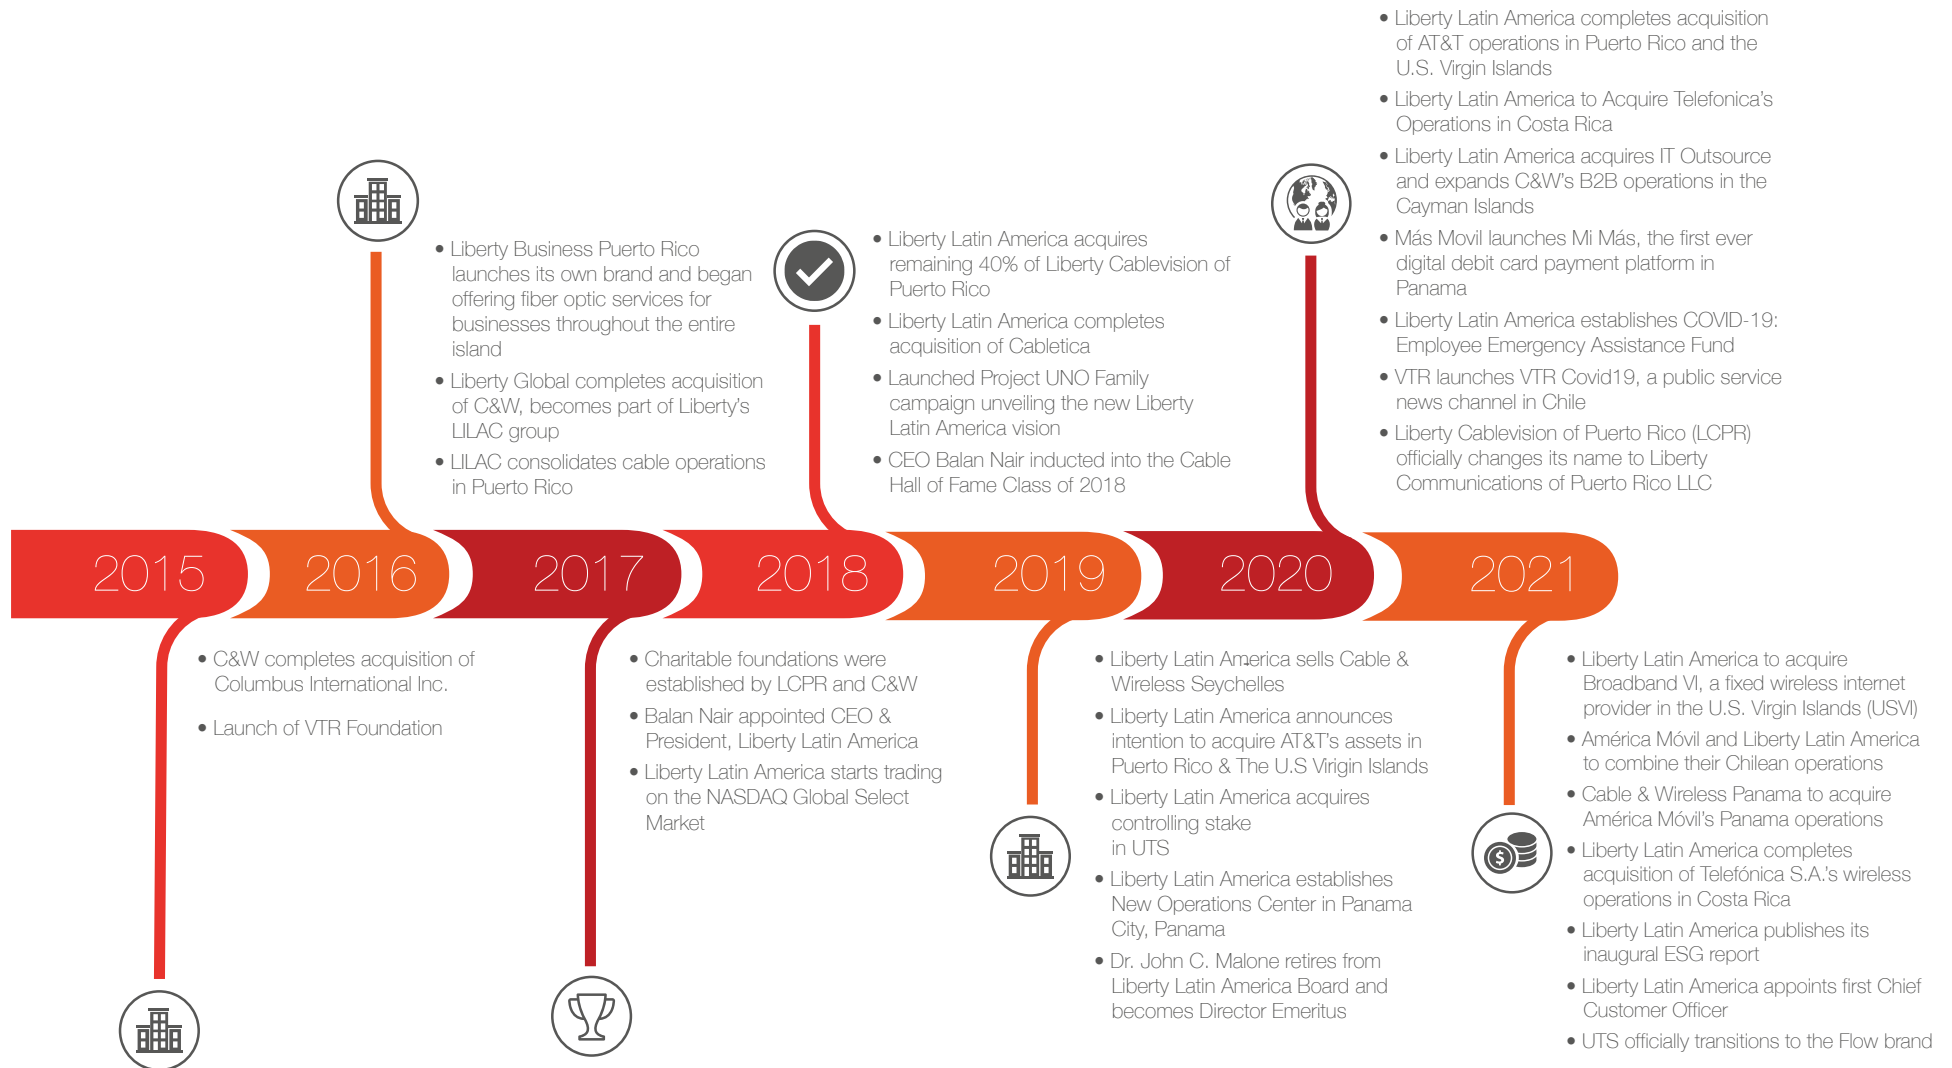 • Liberty Latin America completes acquisition
of AT&T operations in Puerto Rico and the
U.S. Virgin Islands
• Liberty Latin America to Acquire Telefonica's
Operations in Costa Rica
• Liberty Latin America acquires IT Outsource
and expands C&W's B2B operations in the
Cayman Islands
• Más Movil launches Mi Más, the first ever
digital debit card payment platform in
Panama
• Liberty Latin America establishes COVID-19:
Employee Emergency Assistance Fund
• VTR launches VTR Covid19, a public service
news channel in Chile
• Liberty Cablevision of Puerto Rico (LCPR)
officially changes its name to Liberty
Communications of Puerto Rico LLC
• Liberty Business Puerto Rico
launches its own brand and began
offering fiber optic services for
businesses throughout the entire
island
• Liberty Global completes acquisition
of C&W, becomes part of Liberty's
LILAC group
• LILAC consolidates cable operations
in Puerto Rico
• Liberty Latin America acquires
remaining 40% of Liberty Cablevision of
Puerto Rico
• Liberty Latin America completes
acquisition of Cabletica
• Launched Project UNO Family
campaign unveiling the new Liberty
Latin America vision
• CEO Balan Nair inducted into the Cable
Hall of Fame Class of 2018
2015
2016
2017
2018
2019
2020
2021
• C&W completes acquisition of
Columbus International Inc.
• Launch of VTR Foundation
• Charitable foundations were
established by LCPR and C&W
• Balan Nair appointed CEO &
President, Liberty Latin America
• Liberty Latin America starts trading
on the NASDAQ Global Select
Market
• Liberty Latin America sells Cable &
Wireless Seychelles
• Liberty Latin America announces
intention to acquire AT&T's assets in
Puerto Rico & The U.S Virigin Islands
• Liberty Latin America acquires
controlling stake
in UTS
• Liberty Latin America establishes
New Operations Center in Panama
City, Panama
• Dr. John C. Malone retires from
Liberty Latin America Board and
becomes Director Emeritus
• Liberty Latin America to acquire
Broadband VI, a fixed wireless internet
provider in the U.S. Virgin Islands (USVI)
• América Móvil and Liberty Latin America
to combine their Chilean operations
• Cable & Wireless Panama to acquire
América Móvil's Panama operations
• Liberty Latin America completes
acquisition of Telefónica S.A.'s wireless
operations in Costa Rica
• Liberty Latin America publishes its
inaugural ESG report
• Liberty Latin America appoints first Chief
Customer Officer
• UTS officially transitions to the Flow brand
$